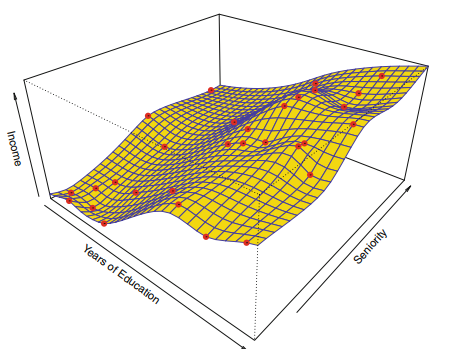 Income
Years of Education
Seniority